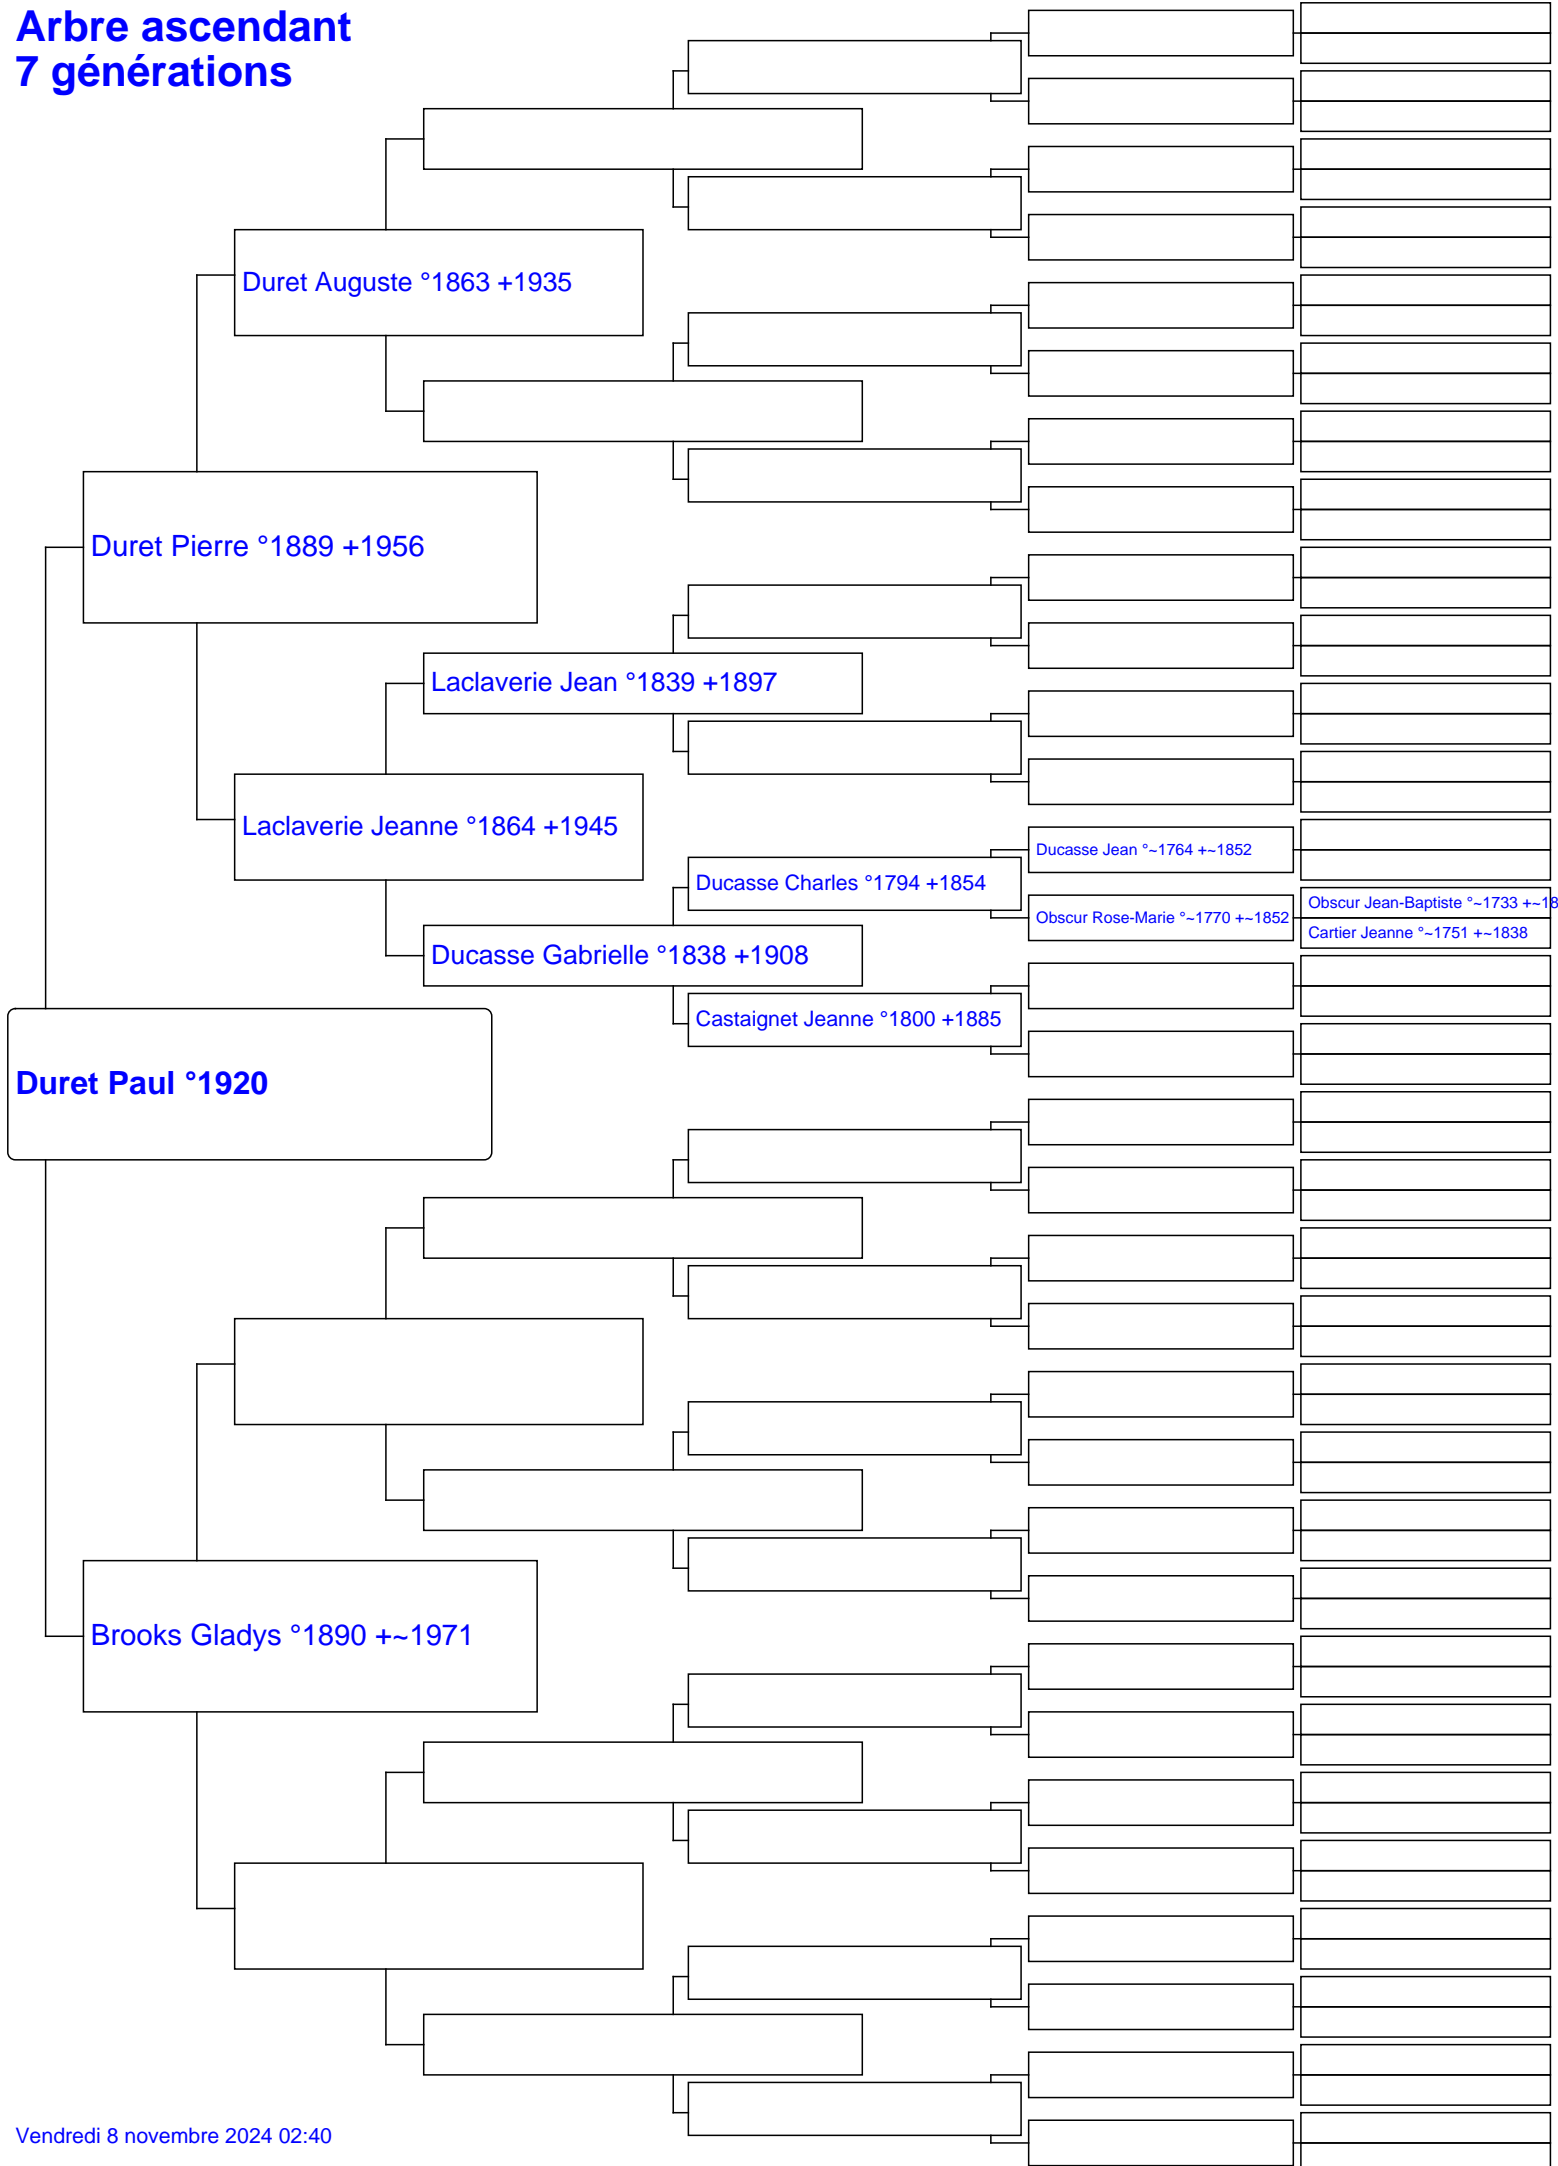 Arbre ascendant
7 générations
Duret Auguste °1863 +1935
Duret Pierre °1889 +1956
Laclaverie Jean °1839 +1897
Laclaverie Jeanne °1864 +1945
Ducasse Jean °~1764 +~1852
Ducasse Charles °1794 +1854
Obscur Rose-Marie °~1770 +~1852
Obscur Jean-Baptiste °~1733 +~18
Cartier Jeanne °~1751 +~1838
Ducasse Gabrielle °1838 +1908
Castaignet Jeanne °1800 +1885
Duret Paul °1920
Brooks Gladys °1890 +~1971
Vendredi 8 novembre 2024 02:40